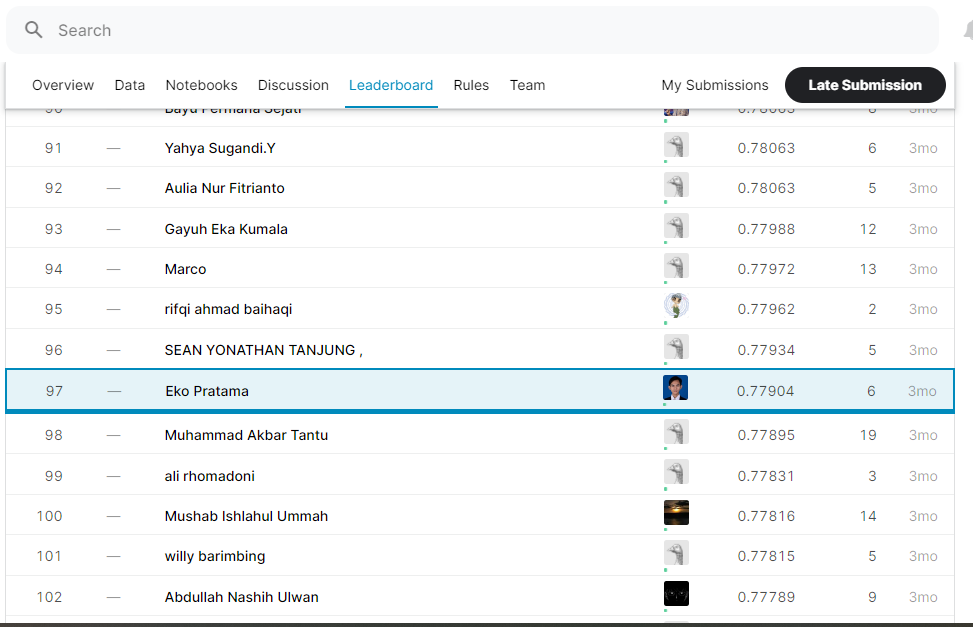 Search
Overview Data Notebooks Discussion Leaderboard Rules Team My Submissions Late Submission
90 — Bayu Permana Sejati 3mo
91 — Yahya Sugandi.Y 0.78063 6 3mo
92 — Aulia Nur Fitrianto 0.78063 5 3mo
93 — Gayuh Eka Kumala 0.77988 12 3mo
94 — Marco 0.77972 13 3mo
95 — rifqi ahmad baihaqi 0.77962 2 3mo
96 — SEAN YONATHAN TANJUNG , 0.77934 5 3mo
97 — Eko Pratama 0.77904 6 3mo
98 — Muhammad Akbar Tantu 0.77895 19 3mo
99 — ali rhomadoni 0.77831 3 3mo
100 — Mushab Ishlahul Ummah 0.77816 14 3mo
101 — willy barimbing 0.77815 5 3mo
102 — Abdullah Nashih Ulwan 0.77789 9 3mo